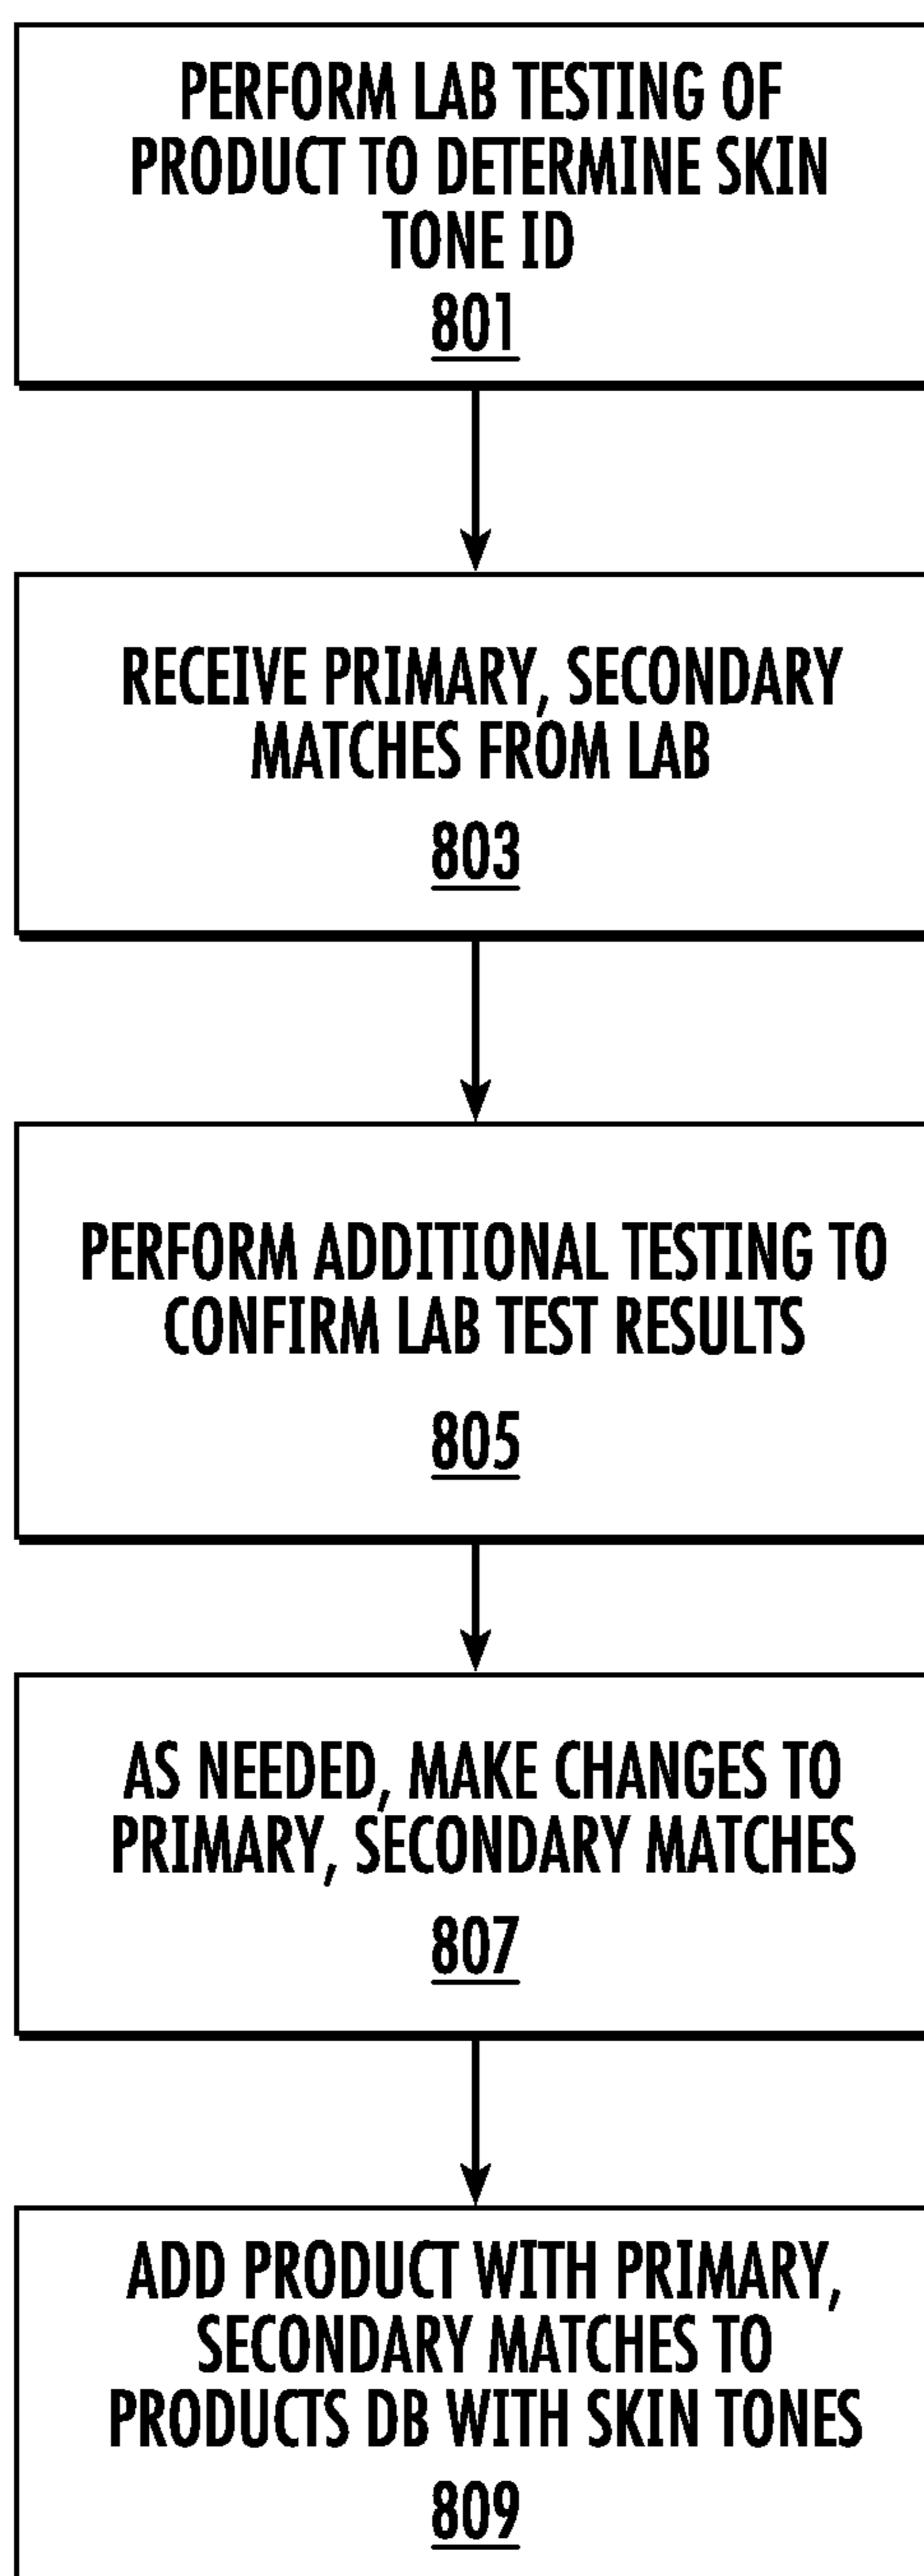 PERFORM LAB TESTING OF
PRODUCT TO DETERMINE SKIN
TONE ID
801
RECEIVE PRIMARY, SECONDARY
MATCHES FROM LAB
803
PERFORM ADDITIONAL TESTING TO
CONFIRM LAB TEST RESULTS
805
AS NEEDED, MAKE CHANGES TO
PRIMARY, SECONDARY MATCHES
807
ADD PRODUCT WITH PRIMARY,
SECONDARY MATCHES TO
PRODUCTS DB WITH SKIN TONES
809